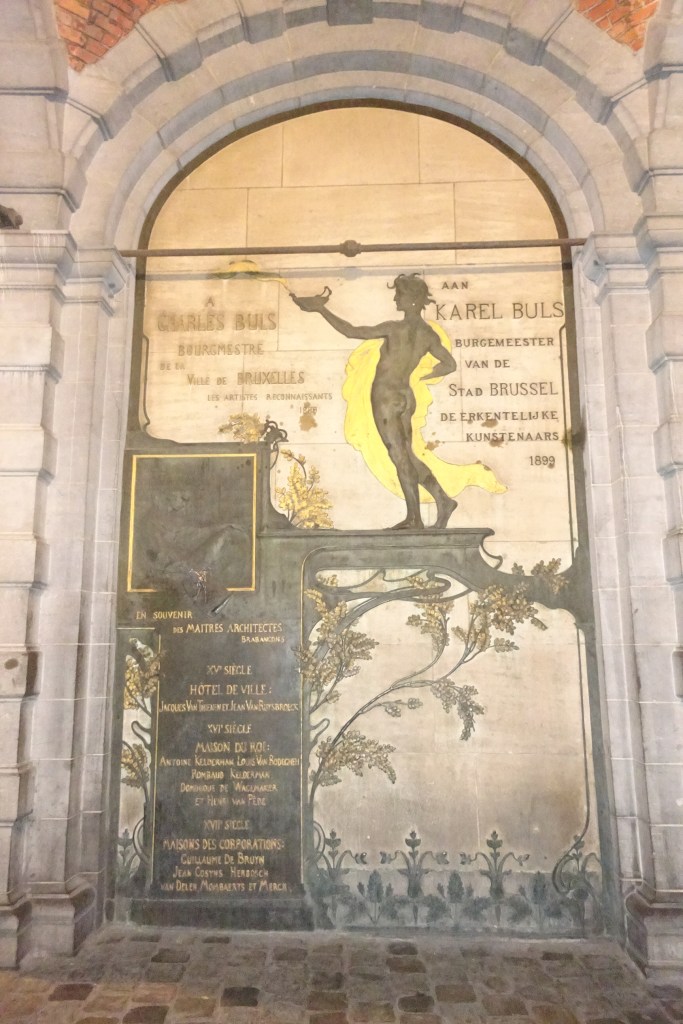 A
CHARLES BULS
BOURGMESTRE
DE LA
VILLE DE BRUXELLES
LES ARTISTES RECONNAISSANTS
1899
AAN
KAREL BULS
BURGEMEESTER
VAN DE
STAD BRUSSEL
DE ERKENTELIJKE
KUNSTENAARS
1899
EN SOUVENIR
DES MAITRES ARCHITECTES
BRABANÇONS
XVE SIÈCLE
HÔTEL DE VILLE:
JACQUES VAN THIENEN ET JEAN VAN RUYSBROECK
XVIE SIÈCLE
MAISON DU ROI:
ANTOINE KELDERMAN LOUIS VAN BODEGHEM
ROMBAUD KELDERMAN
DOMINIQUE DE WAGEMAKER
ET HENRI VAN PEDE
XVIIE SIÈCLE
MAISONS DES CORPORATIONS:
GUILLAUME DE BRUYN
JEAN COSYNS HERBOSCH
VAN DELEN MOMBAERTS ET MERCX